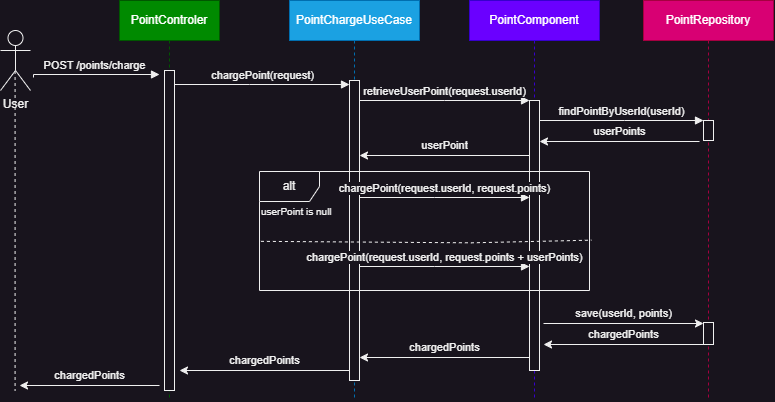 PointControler
PointChargeUseCase
PointComponent
PointRepository
POST /points/charge
User
chargePoint(request)
retrieveUserPoint(request.userId)
findPointByUserId(userId)
userPoints
userPoint
alt
chargePoint(request.userId, request.points)
userPoint is null
chargePoint(request.userId, request.points + userPoints)
save(userId, points)
chargedPoints
chargedPoints
chargedPoints
chargedPoints